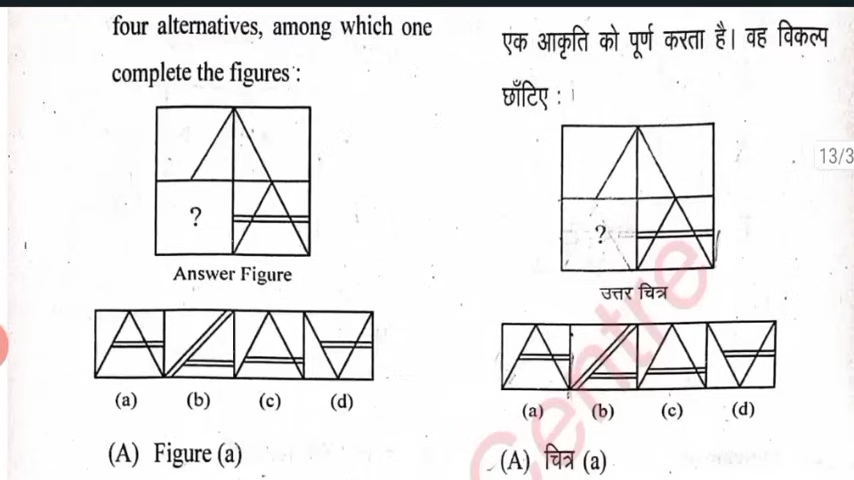 four alternatives, among which one
complete the figures :
?
Answer Figure
(a) (b) (c) (d)
(A) Figure (a)
एक आकृति को पूर्ण करता है। वह विकल्प
छाँटिए :
13/3
?
उत्तर चित्र
(a) (b) (c) (d)
(A) चित्र (a)
Centre